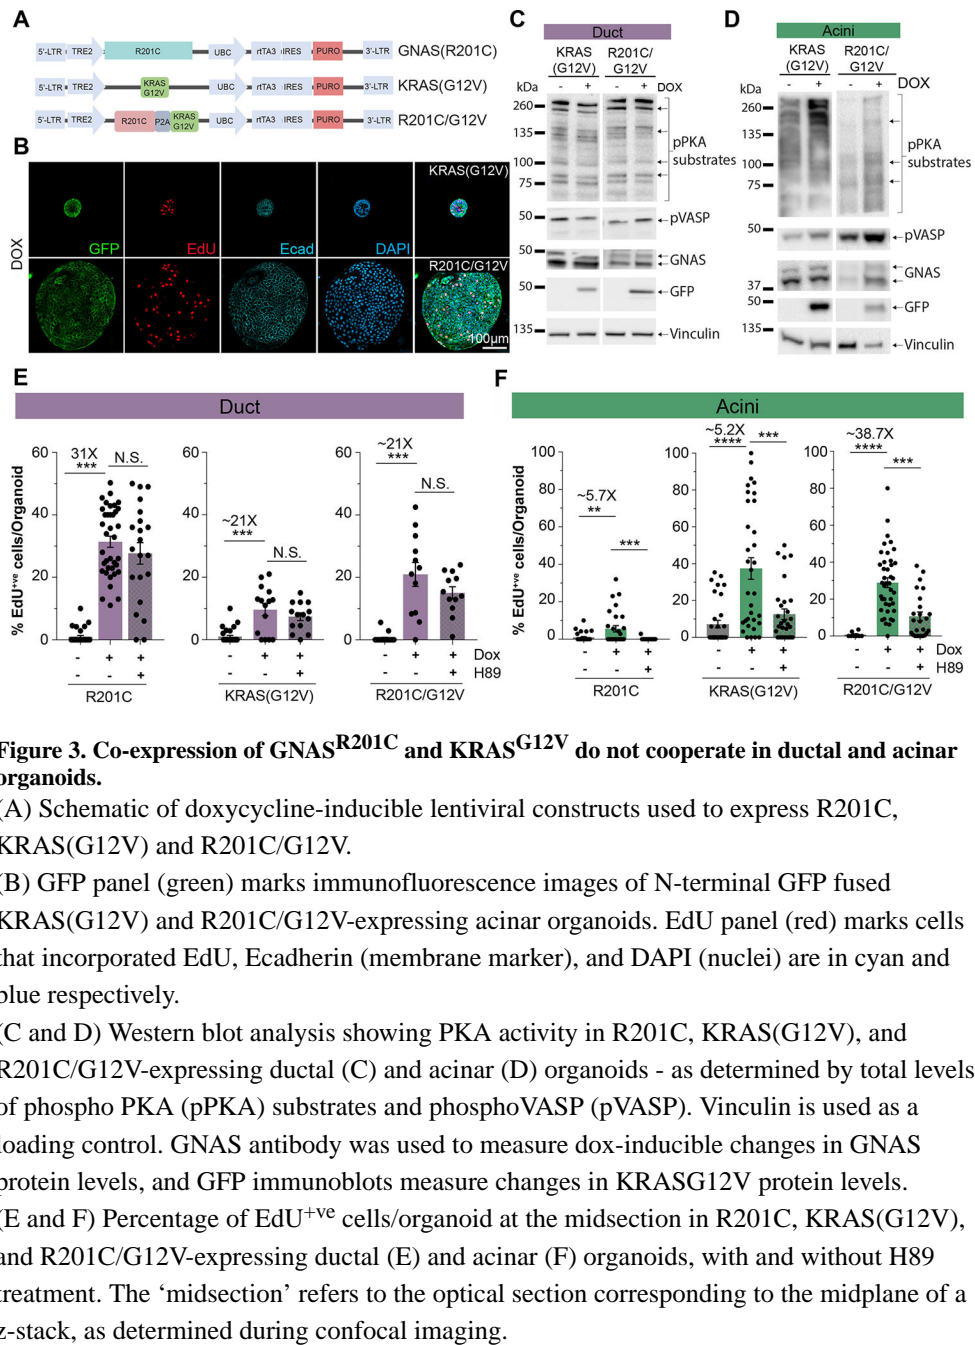 A
5'-LTR TRE2 R201C UBC rtTA3 IRES PURO 3'-LTR GNAS(R201C)
5'-LTR TRE2 KRAS G12V UBC rtTA3 IRES PURO 3'-LTR KRAS(G12V)
5'-LTR TRE2 R201C P2A KRAS G12V UBC rtTA3 IRES PURO 3'-LTR R201C/G12V
B
DOX
KRAS(G12V)
GFP EdU Ecad DAPI
R201C/G12V
100µm
C
Duct
KRAS (G12V) R201C/ G12V
- + - + DOX
kDa
260
135
100
75
pPKA substrates
50 pVASP
50 GNAS
50 GFP
135 Vinculin
D
Acini
KRAS (G12V) R201C/ G12V
- + - + DOX
kDa
260
135
100
75
pPKA substrates
50 pVASP
50 GNAS
37
50 GFP
135 Vinculin
E
Duct
% EdU+ve cells/Organoid
60 40 20 0
31X *** N.S.
- + +
- - +
R201C
60 40 20 0
~21X *** N.S.
- + +
- - +
KRAS(G12V)
60 40 20 0
~21X *** N.S.
- + + Dox
- - + H89
R201C/G12V
F
Acini
% EdU+ve cells/Organoid
100 80 60 40 20 0
~5.7X ** ***
- + +
- - +
R201C
100 80 60 40 20 0
~5.2X **** ***
- + +
- - +
KRAS(G12V)
100 80 60 40 20 0
~38.7X **** ***
- + + Dox
- - + H89
R201C/G12V
Figure 3. Co-expression of GNASR201C and KRASG12V do not cooperate in ductal and acinar
organoids.
(A) Schematic of doxycycline-inducible lentiviral constructs used to express R201C,
KRAS(G12V) and R201C/G12V.
(B) GFP panel (green) marks immunofluorescence images of N-terminal GFP fused
KRAS(G12V) and R201C/G12V-expressing acinar organoids. EdU panel (red) marks cells
that incorporated EdU, Ecadherin (membrane marker), and DAPI (nuclei) are in cyan and
blue respectively.
(C and D) Western blot analysis showing PKA activity in R201C, KRAS(G12V), and
R201C/G12V-expressing ductal (C) and acinar (D) organoids - as determined by total levels
of phospho PKA (pPKA) substrates and phosphoVASP (pVASP). Vinculin is used as a
loading control. GNAS antibody was used to measure dox-inducible changes in GNAS
protein levels, and GFP immunoblots measure changes in KRASG12V protein levels.
(E and F) Percentage of EdU+ve cells/organoid at the midsection in R201C, KRAS(G12V),
and R201C/G12V-expressing ductal (E) and acinar (F) organoids, with and without H89
treatment. The ‘midsection’ refers to the optical section corresponding to the midplane of a
z-stack, as determined during confocal imaging.